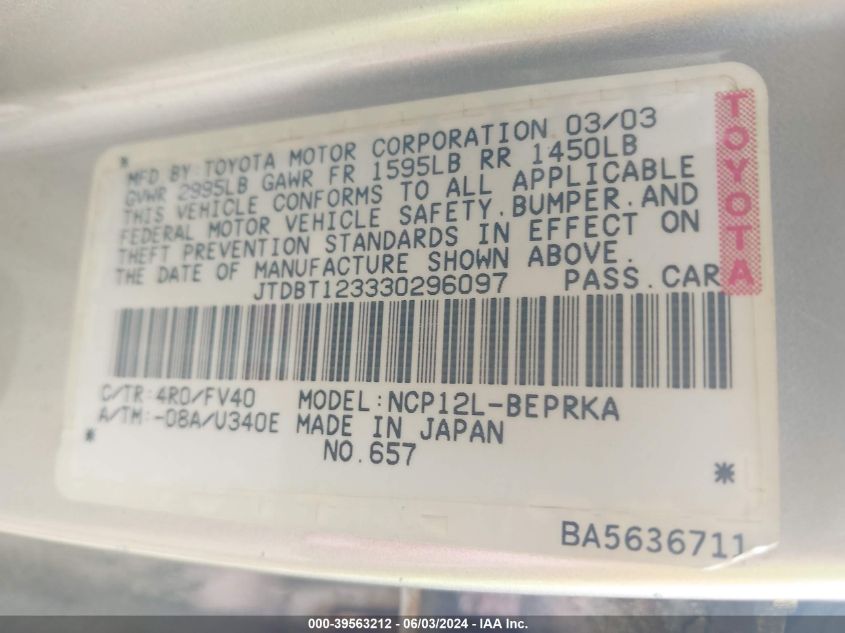 MFD BY:TOYOTA MOTOR CORPORATION 03/03
GVWR 2995LB GAWR FR 1595LB RR 1450LB
THIS VEHICLE CONFORMS TO ALL APPLICABLE
FEDERAL MOTOR VEHICLE SAFETY,BUMPER,AND
THEFT PREVENTION STANDARDS IN EFFECT ON
THE DATE OF MANUFACTURE SHOWN ABOVE.
JTDBT123330296097 PASS.CAR
TOYOTA
C/TR:4R0/FV40 MODEL:NCP12L-BEPRKA
A/TM:-08A/U340E MADE IN JAPAN
NO.657
BA5636711
000-39563212 - 06/03/2024 - IAA Inc.